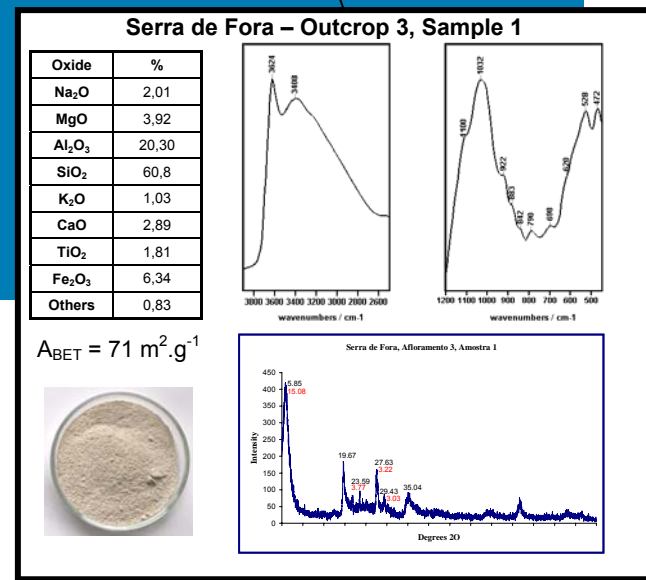 Serra de Fora – Outcrop 3, Sample 1
Oxide %
Na₂O 2,01
MgO 3,92
Al₂O₃ 20,30
SiO₂ 60,8
K₂O 1,03
CaO 2,89
TiO₂ 1,81
Fe₂O₃ 6,34
Others 0,83
3624
3408
3800 3600 3400 3200 3000 2800 2600
wavenumbers / cm-1
1100
1032
922
883
842
790
698
620
528
472
1200 1100 1000 900 800 700 600 500
wavenumbers / cm-1
A_BET = 71 m².g⁻¹
Serra de Fora, Afloramento 3, Amostra 1
Intensity
450
400
350
300
250
200
150
100
50
0
5.85
15.08
19.67
23.59
3.77
27.63
3.22
29.43
3.03
35.04
Degrees 2O